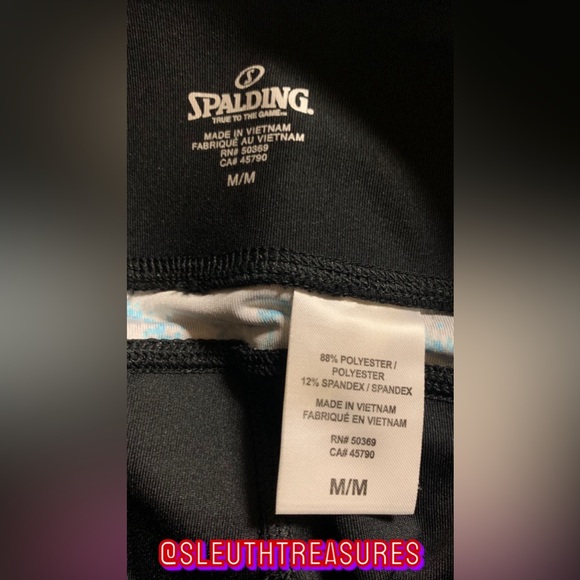 S
SPALDING.
TRUE TO THE GAME™
MADE IN VIETNAM
FABRIQUÉ AU VIETNAM
RN# 50369
CA# 45790
M/M
88% POLYESTER /
POLYESTER
12% SPANDEX / SPANDEX
MADE IN VIETNAM
FABRIQUÉ EN VIETNAM
RN# 50369
CA# 45790
M/M
@SLEUTHTREASURES